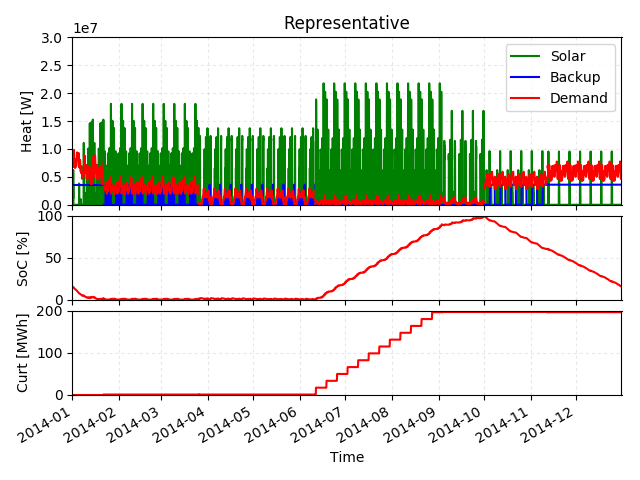 Representative
1e7
3.0
2.5
2.0
1.5
1.0
0.5
0.0
Heat [W]
Solar
Backup
Demand
100
50
0
SoC [%]
200
100
0
Curt [MWh]
2014-01
2014-02
2014-03
2014-04
2014-05
2014-06
2014-07
2014-08
2014-09
2014-10
2014-11
2014-12
Time